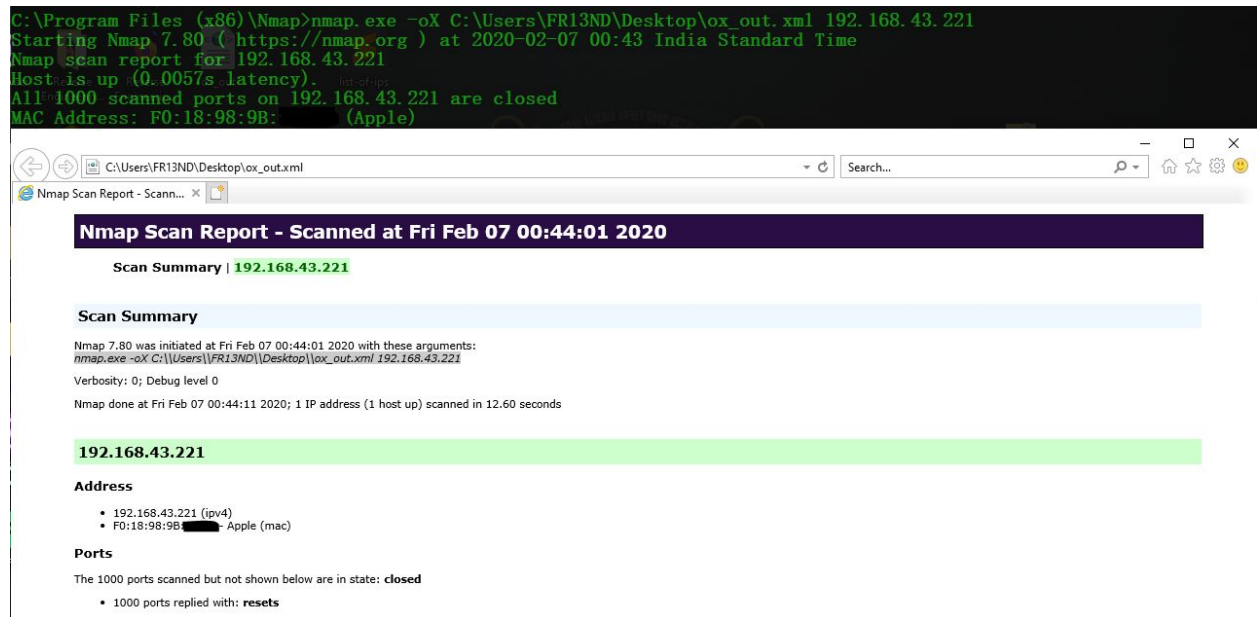 C:\Program Files (x86)\Nmap>nmap.exe -oX C:\Users\FR13ND\Desktop\ox_out.xml 192.168.43.221
Starting Nmap 7.80 ( https://nmap.org ) at 2020-02-07 00:43 India Standard Time
Nmap scan report for 192.168.43.221
Host is up (0.0057s latency).
list-of-ips
All 1000 scanned ports on 192.168.43.221 are closed
MAC Address: F0:18:98:9B: (Apple)
C:\Users\FR13ND\Desktop\ox_out.xml
Search...
Nmap Scan Report - Scann...
Nmap Scan Report - Scanned at Fri Feb 07 00:44:01 2020
Scan Summary | 192.168.43.221
Scan Summary
Nmap 7.80 was initiated at Fri Feb 07 00:44:01 2020 with these arguments:
nmap.exe -oX C:\\Users\\FR13ND\\Desktop\\ox_out.xml 192.168.43.221
Verbosity: 0; Debug level 0
Nmap done at Fri Feb 07 00:44:11 2020; 1 IP address (1 host up) scanned in 12.60 seconds
192.168.43.221
Address
• 192.168.43.221 (ipv4)
• F0:18:98:9B: - Apple (mac)
Ports
The 1000 ports scanned but not shown below are in state: closed
• 1000 ports replied with: resets